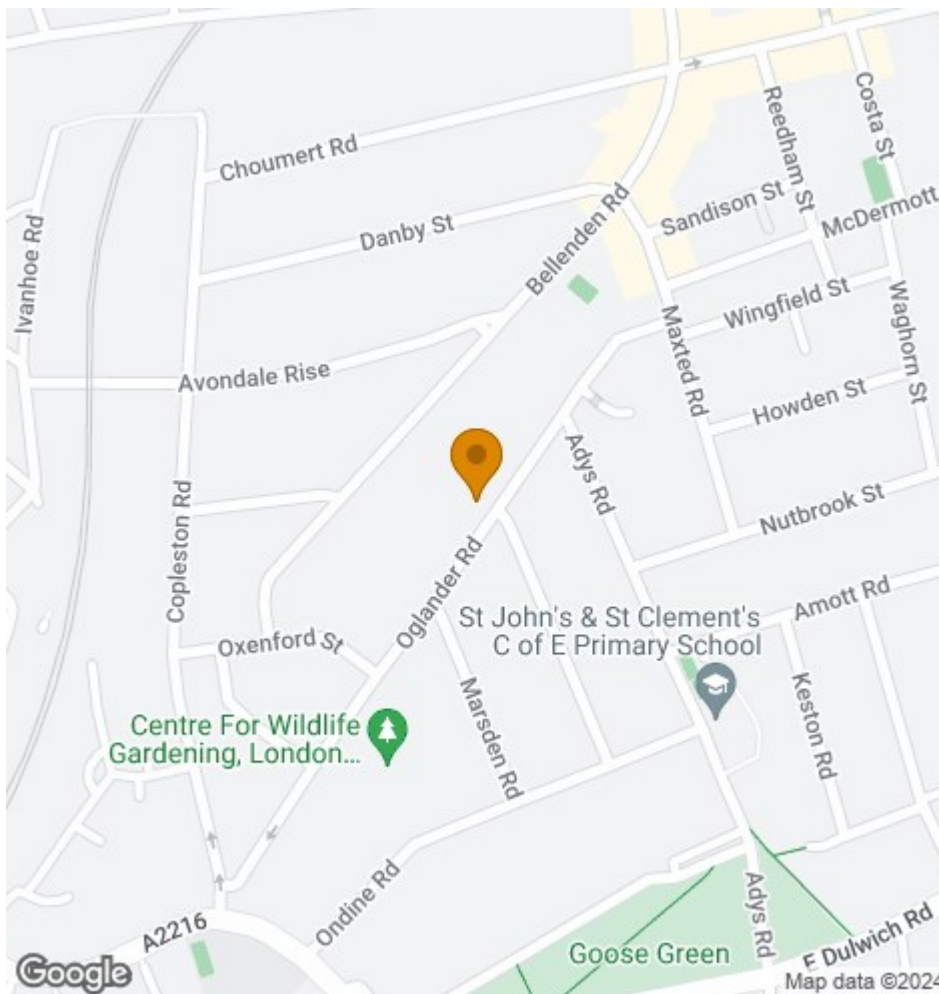 Choumert Rd
Reedham St
Costa St
Ivanhoe Rd
Danby St
Bellenden Rd
Sandison St
McDermott
Wingfield St
Waghorn St
Maxted Rd
Avondale Rise
Howden St
Adys Rd
Copleston Rd
Nutbrook St
Oglander Rd
Amott Rd
St John's & St Clement's
C of E Primary School
Oxenford St
Marsden Rd
Keston Rd
Centre For Wildlife
Gardening, London...
Ondine Rd
Adys Rd
A2216
Goose Green
E Dulwich Rd
Google
Map data ©2024